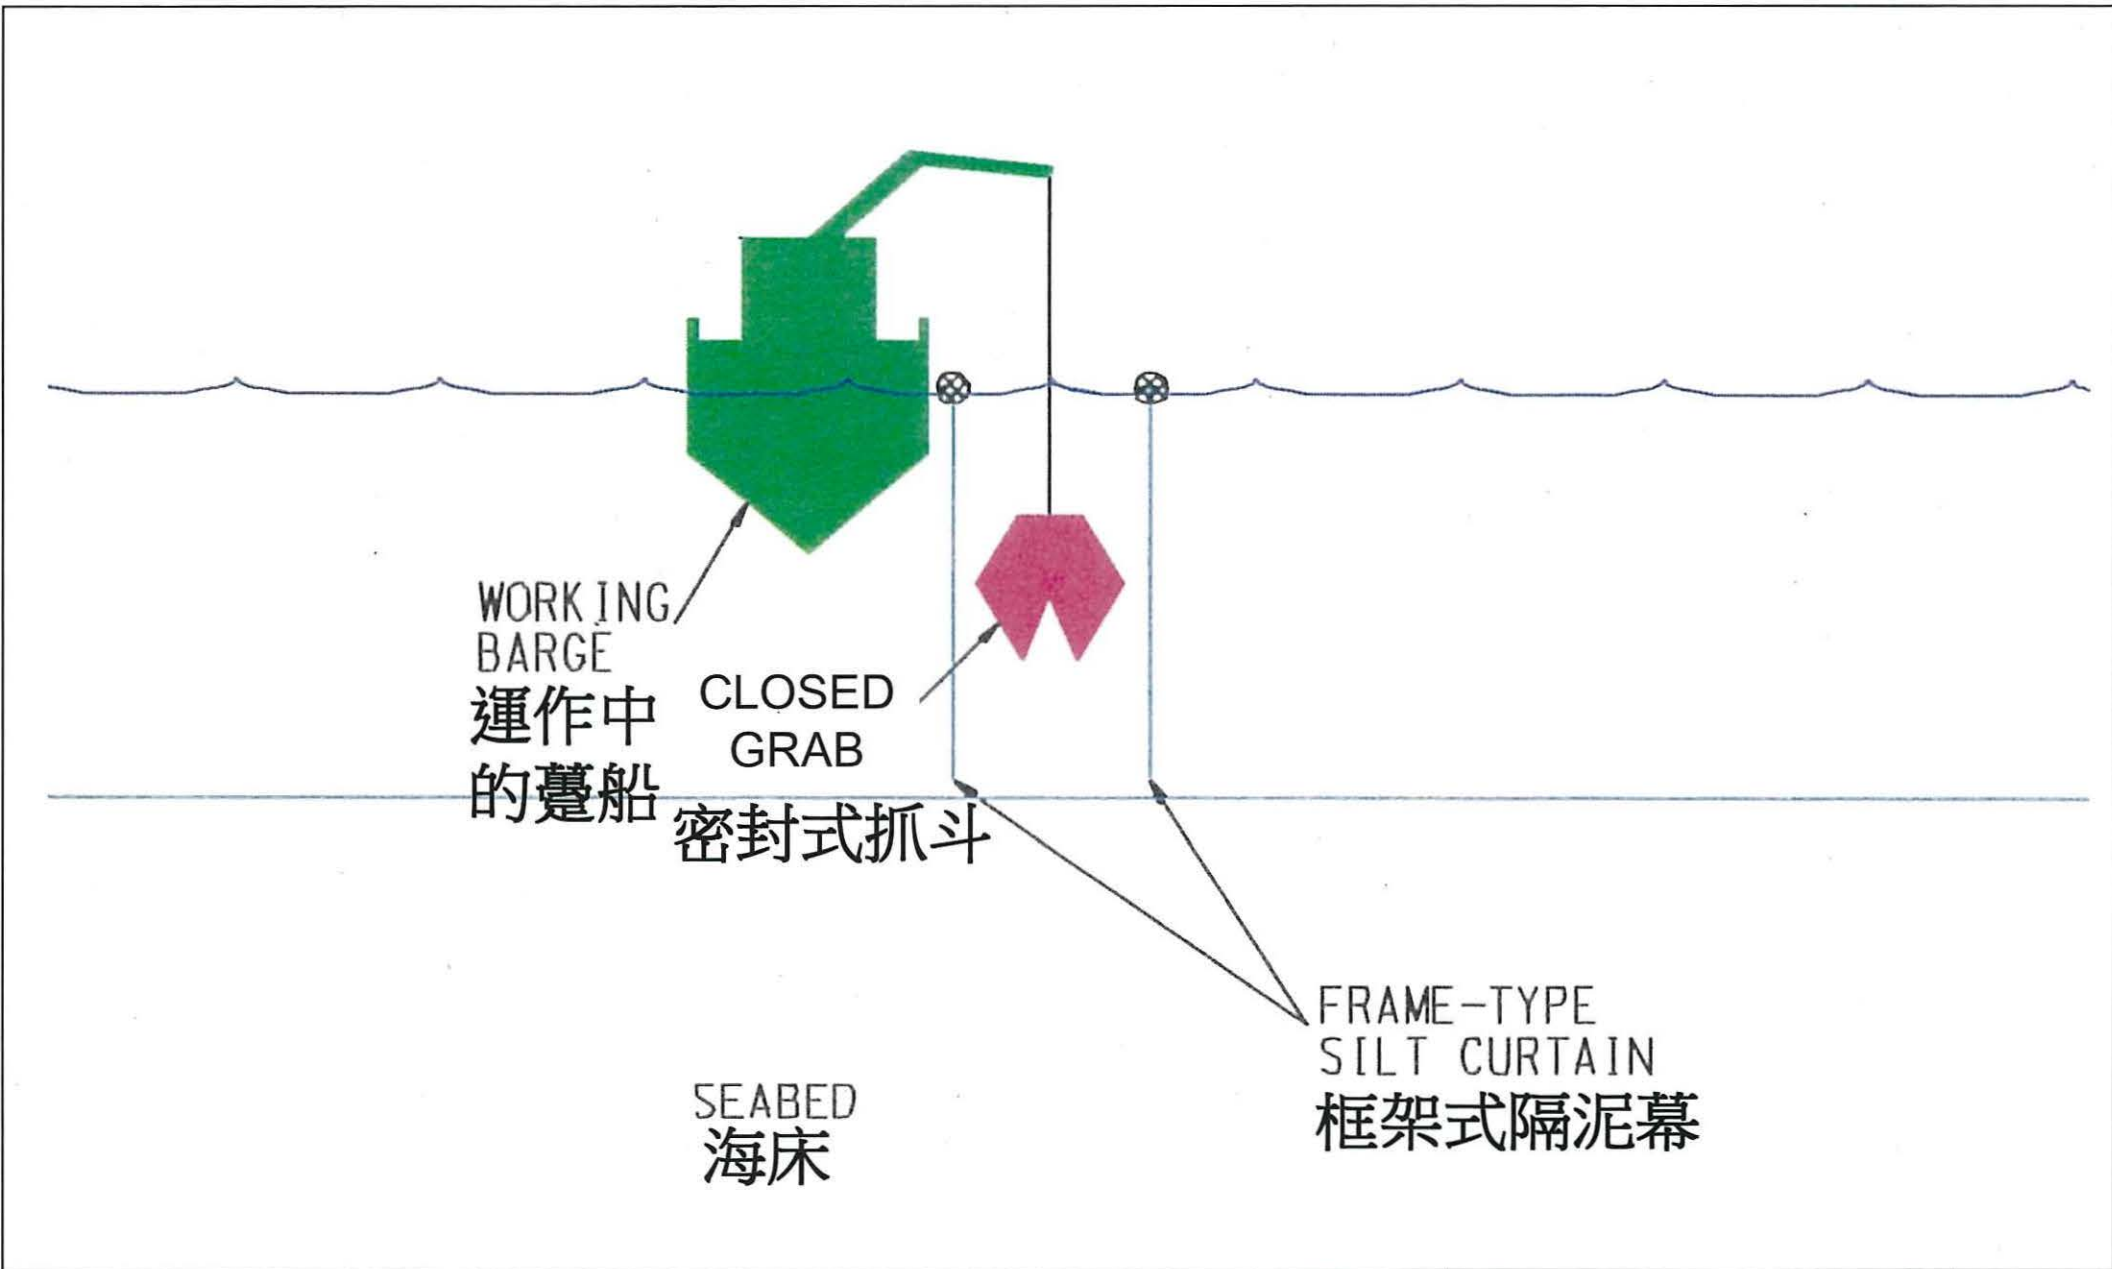 WORKING
BARGE
運作中
的躉船
CLOSED
GRAB
密封式抓斗
FRAME-TYPE
SILT CURTAIN
框架式隔泥幕
SEABED
海床